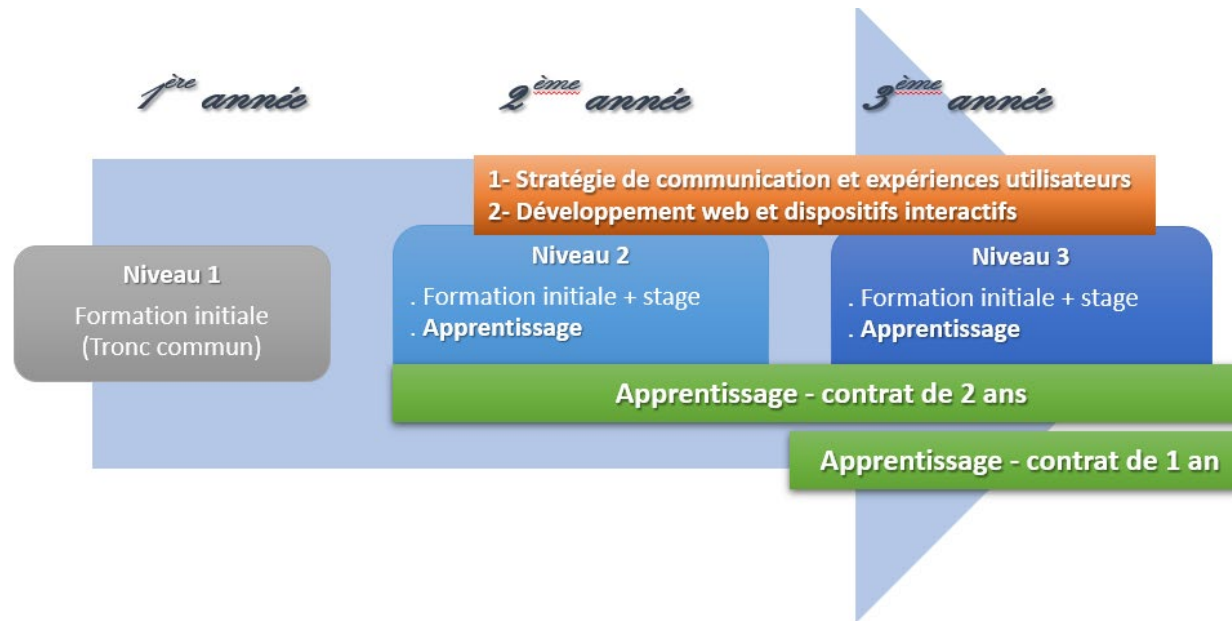 1ère année
2ème année
3ème année
1- Stratégie de communication et expériences utilisateurs
2- Développement web et dispositifs interactifs
Niveau 1
Formation initiale
(Tronc commun)
Niveau 2
. Formation initiale + stage
. Apprentissage
Niveau 3
. Formation initiale + stage
. Apprentissage
Apprentissage - contrat de 2 ans
Apprentissage - contrat de 1 an